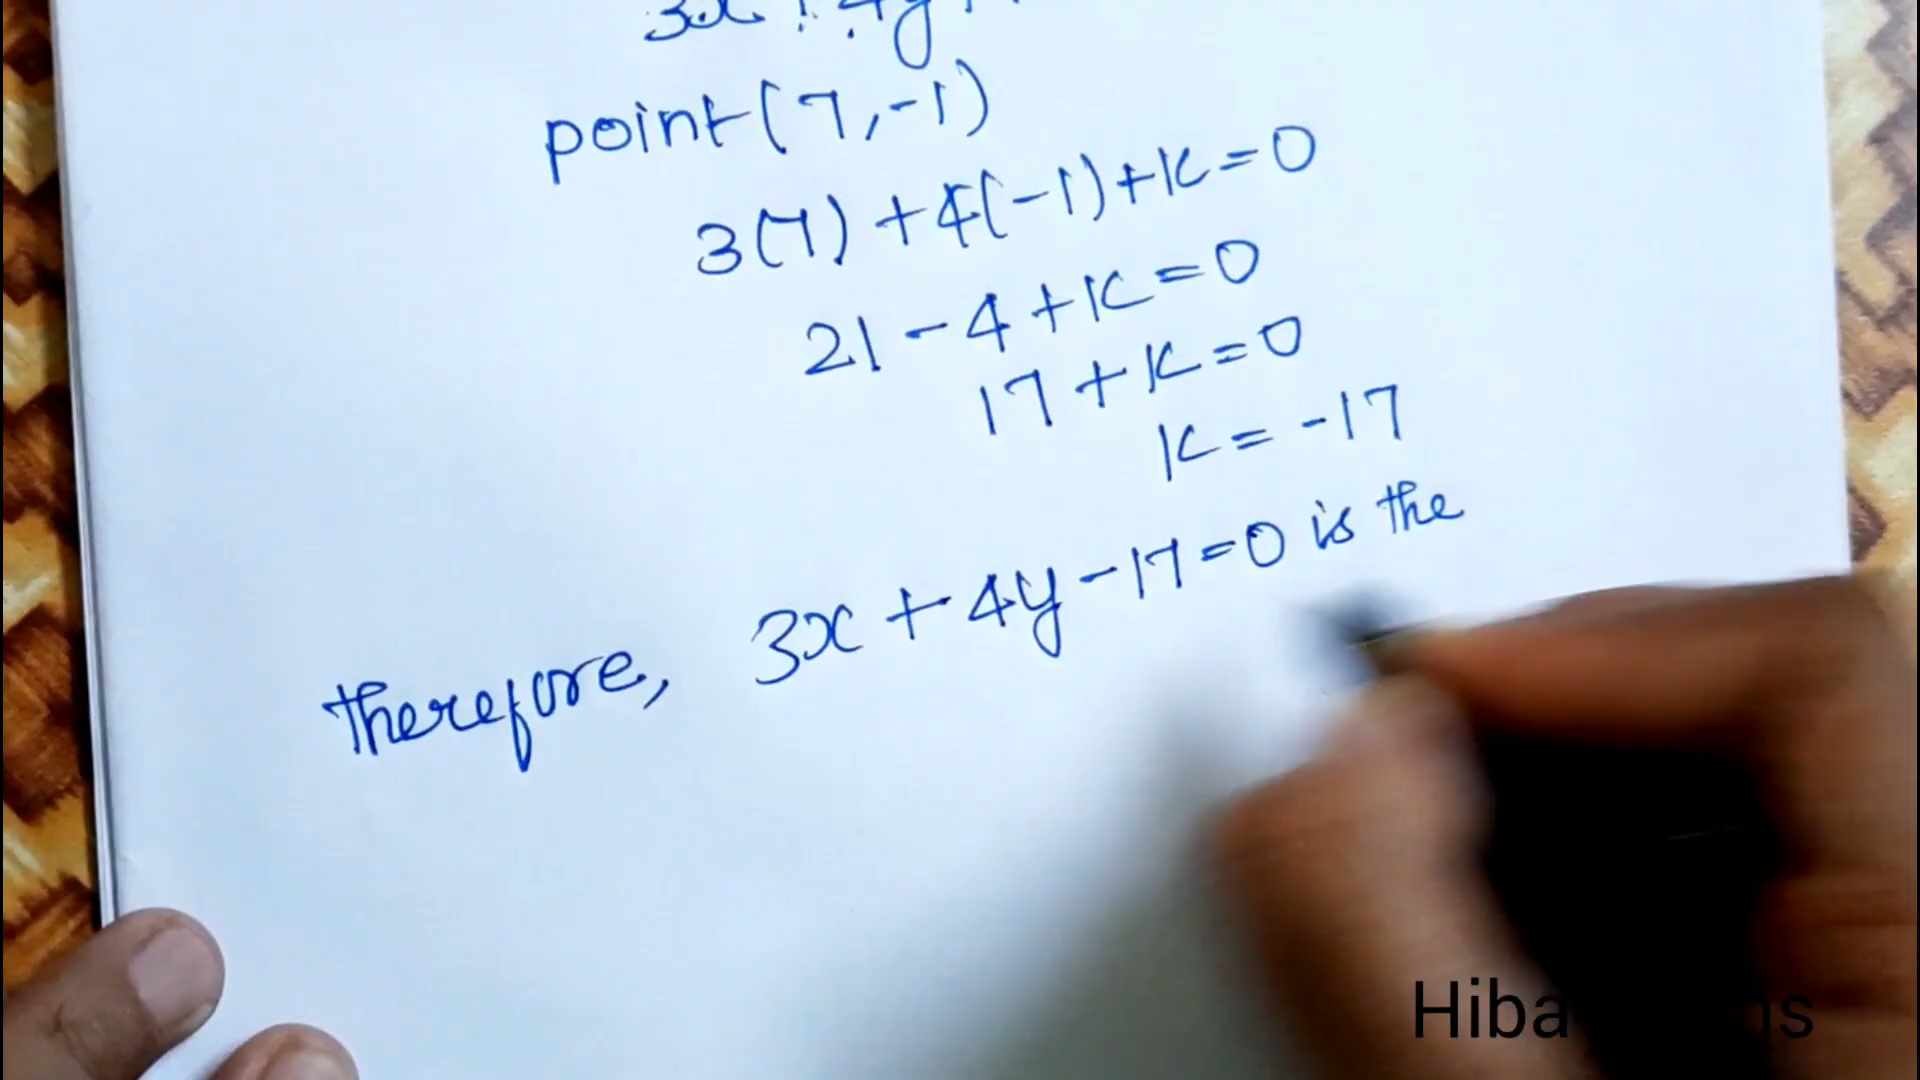 point (7,-1)
3(7) +4(-1)+k=0
21 - 4 +k=0
17 +k=0
k= -17
therefore, 3x + 4y -17=0 is the